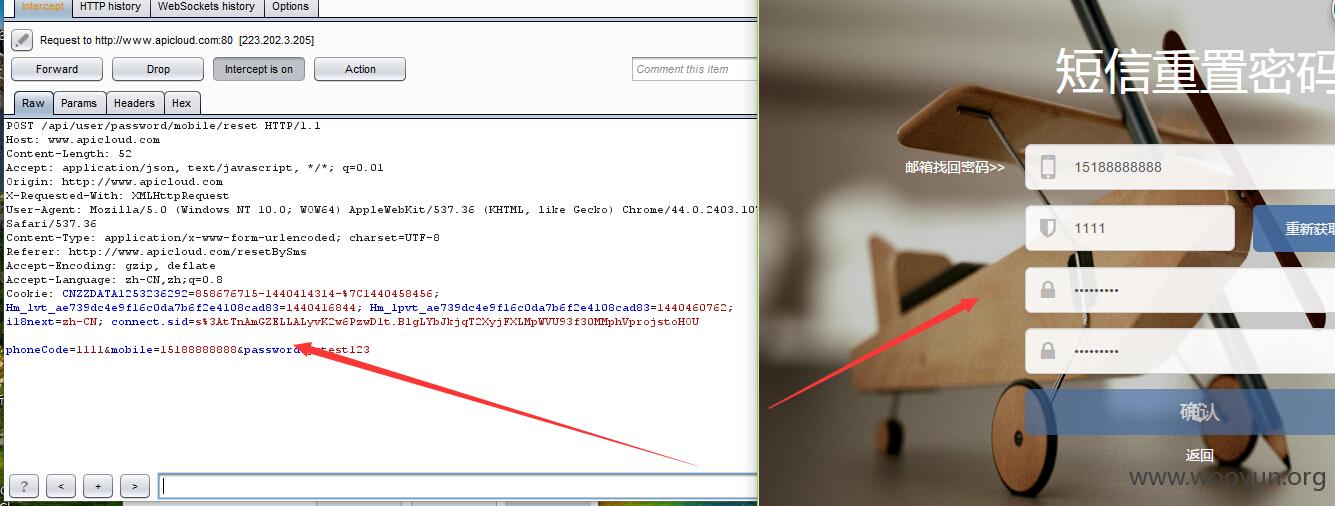 Intercept HTTP history WebSockets history Options
Request to http://www.apicloud.com:80 [223.202.3.205]
Forward Drop Intercept is on Action Comment this item
Raw Params Headers Hex
POST /api/user/password/mobile/reset HTTP/1.1
Host: www.apicloud.com
Content-Length: 52
Accept: application/json, text/javascript, */*; q=0.01
Origin: http://www.apicloud.com
X-Requested-With: XMLHttpRequest
User-Agent: Mozilla/5.0 (Windows NT 10.0; WOW64) AppleWebKit/537.36 (KHTML, like Gecko) Chrome/44.0.2403.107
Safari/537.36
Content-Type: application/x-www-form-urlencoded; charset=UTF-8
Referer: http://www.apicloud.com/resetBySms
Accept-Encoding: gzip, deflate
Accept-Language: zh-CN,zh;q=0.8
Cookie: CNZZDATA1253236292=858676715-1440414314-%7C1440458456;
Hm_lvt_ae739dc4e9f16c0da7b6f2e4108cad83=1440416844; Hm_lpvt_ae739dc4e9f16c0da7b6f2e4108cad83=1440460762;
i18next=zh-CN;
phoneCode=1111&mobile=15188888888&password test123
? < + >
短信重置密码
邮箱找回密码>> 15188888888
1111 重新获取
•••••••••
•••••••••
确认
返回
www.wooyun.org